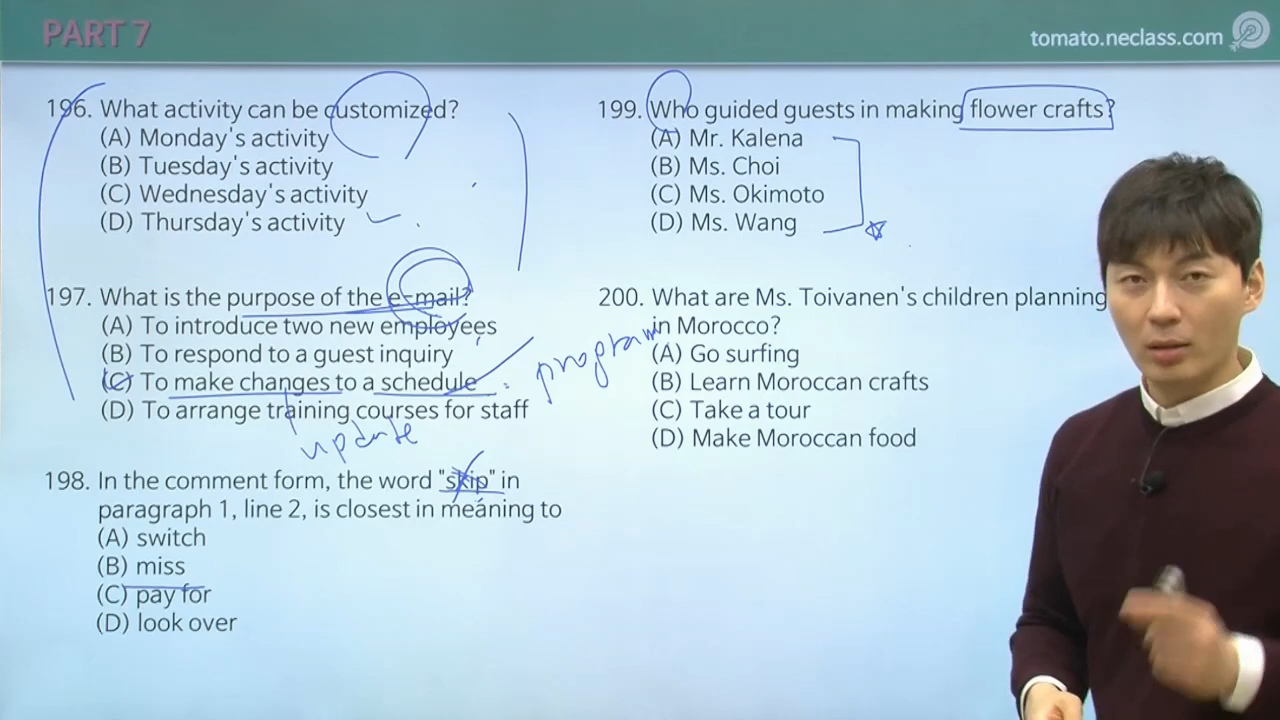 PART 7
tomato.neclass.com
196. What activity can be customized?
(A) Monday's activity
(B) Tuesday's activity
(C) Wednesday's activity
(D) Thursday's activity
197. What is the purpose of the e-mail?
(A) To introduce two new employees
(B) To respond to a guest inquiry
(C) To make changes to a schedule
program
(D) To arrange training courses for staff
update
198. In the comment form, the word "skip" in
paragraph 1, line 2, is closest in meaning to
(A) switch
(B) miss
(C) pay for
(D) look over
199. Who guided guests in making flower crafts?
(A) Mr. Kalena
(B) Ms. Choi
(C) Ms. Okimoto
(D) Ms. Wang
200. What are Ms. Toivanen's children planning
in Morocco?
(A) Go surfing
(B) Learn Moroccan crafts
(C) Take a tour
(D) Make Moroccan food